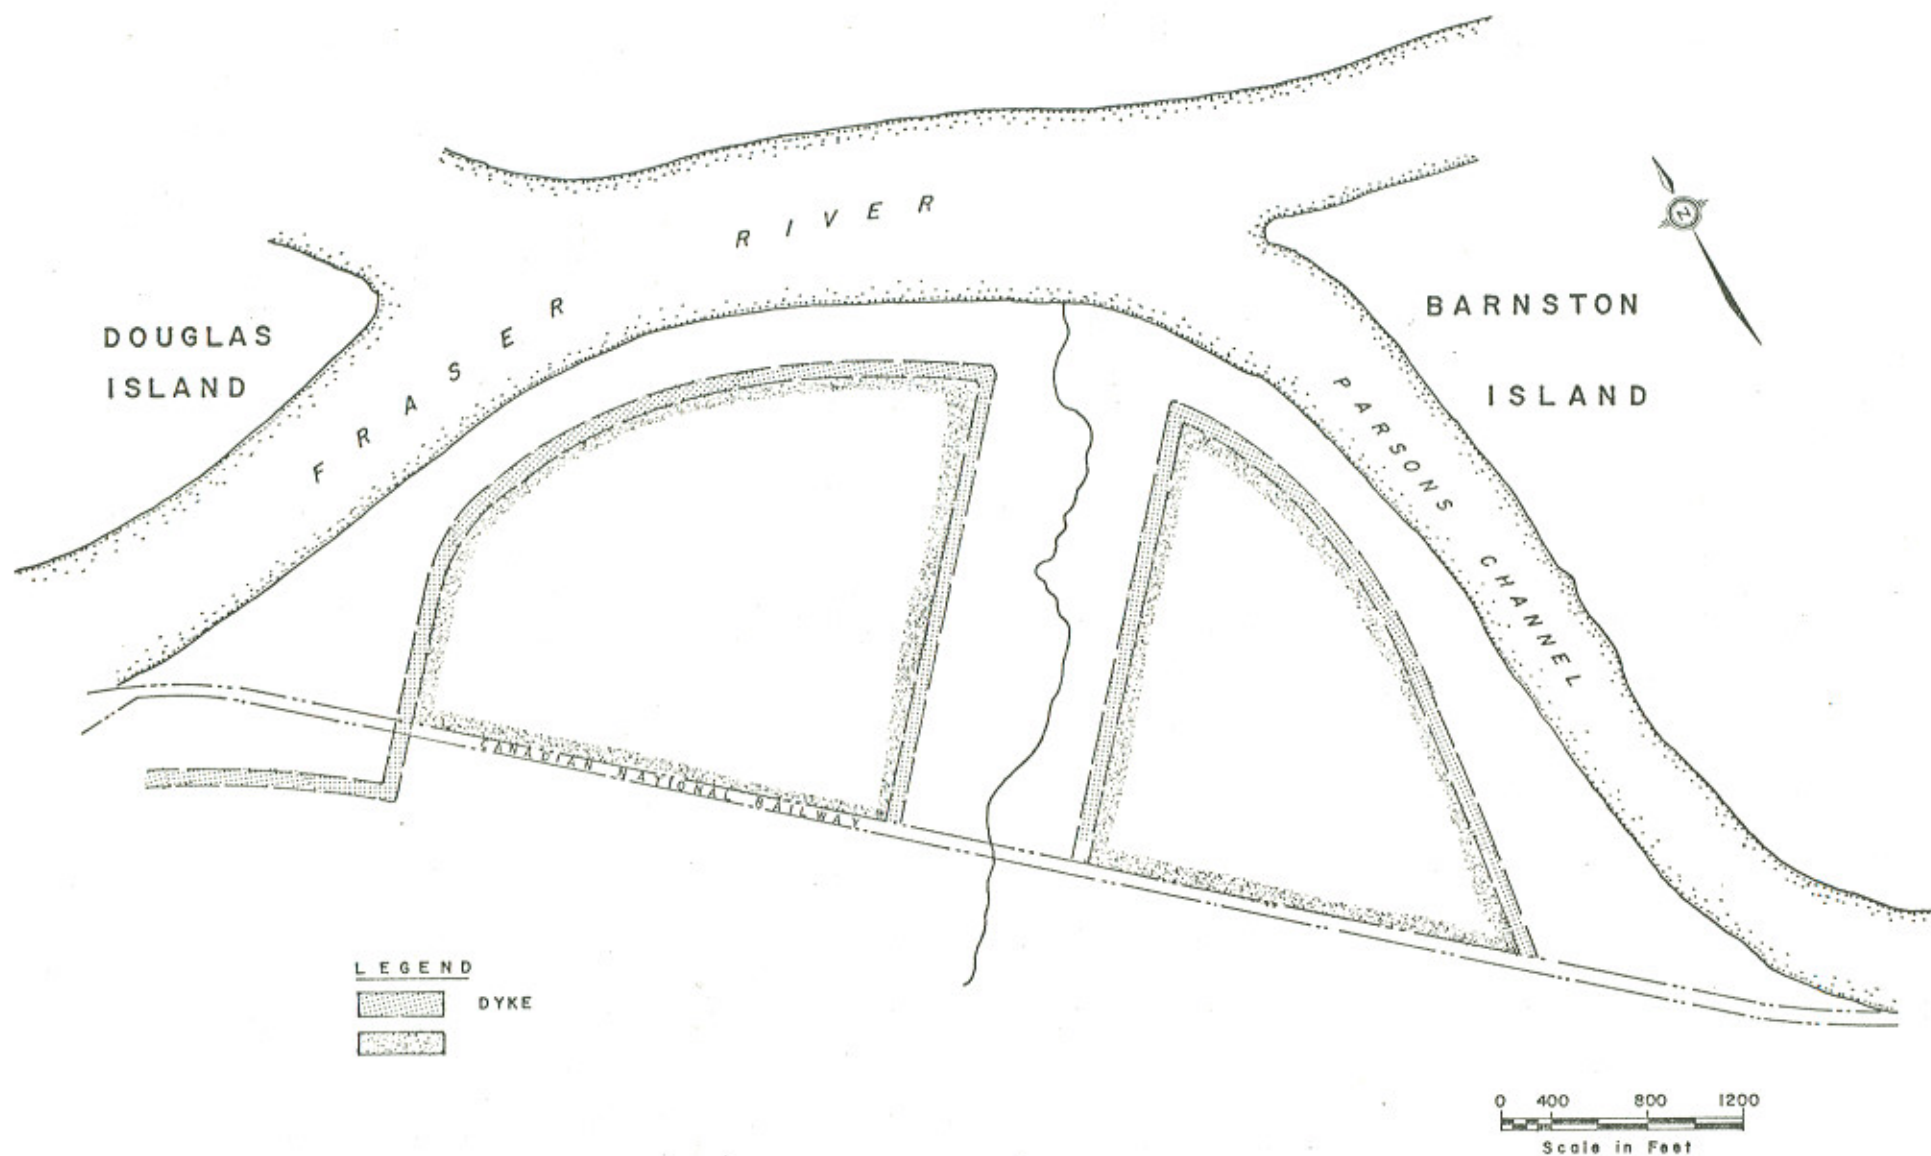 FRASER RIVER
DOUGLAS
ISLAND
BARNSTON
ISLAND
PARSONS CHANNEL
N
CANADIAN NATIONAL RAILWAY
LEGEND
DYKE
0 400 800 1200
Scale in Feet